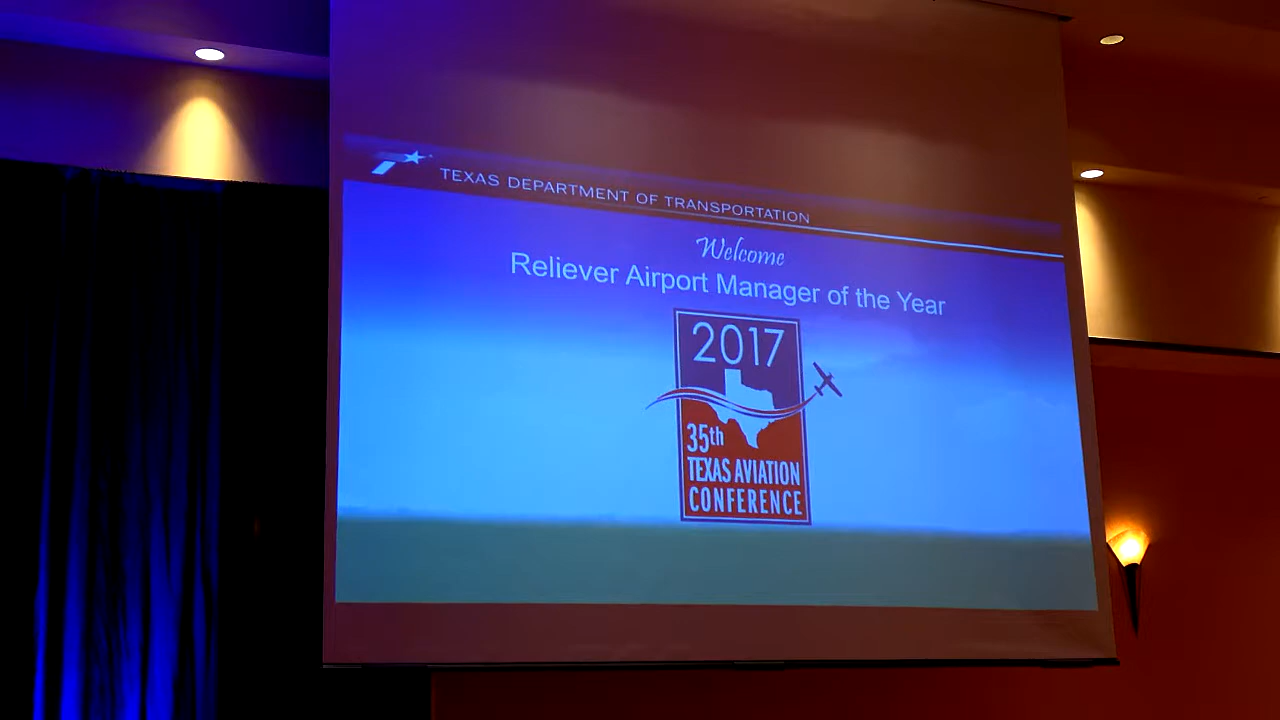 TEXAS DEPARTMENT OF TRANSPORTATION
Welcome
Reliever Airport Manager of the Year
2017
35th
TEXAS AVIATION
CONFERENCE